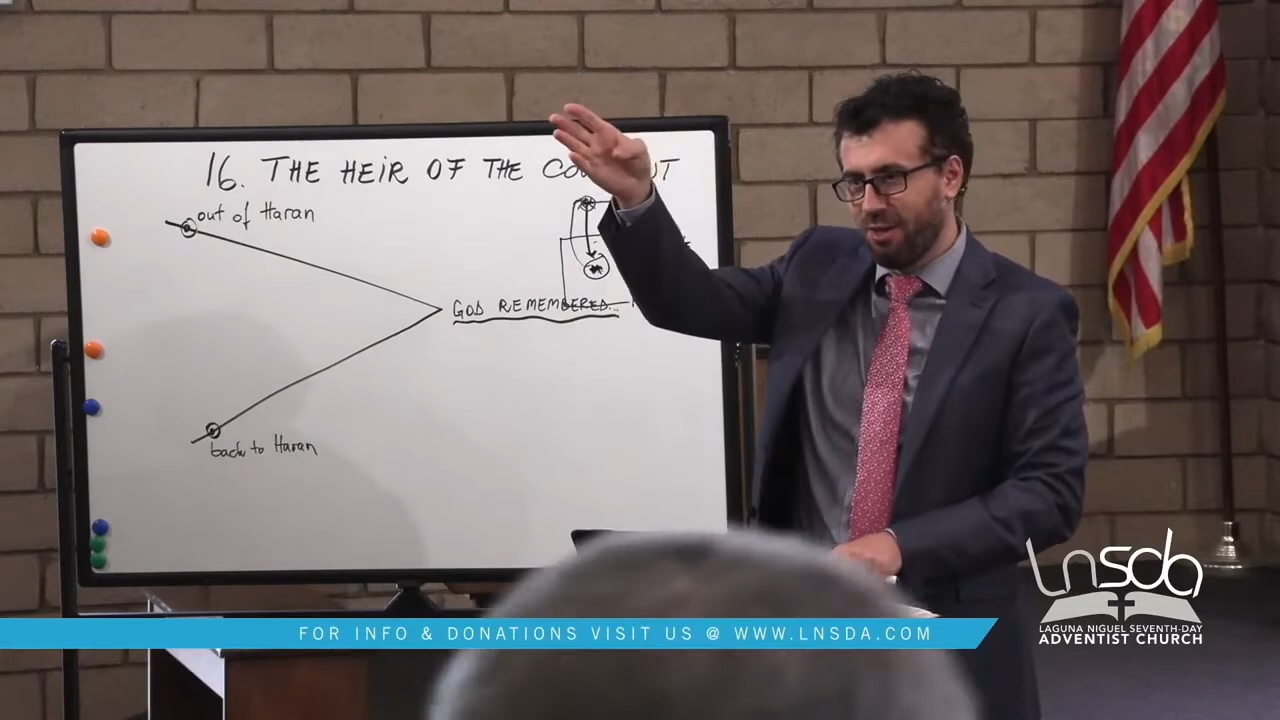 16. THE HEIR OF THE
out of Haran
GOD REMEMBERED...
back to Haran
FOR INFO & DONATIONS VISIT US @ WWW.LNSDA.COM
Lnsda
LAGUNA NIGUEL SEVENTH-DAY
ADVENTIST CHURCH